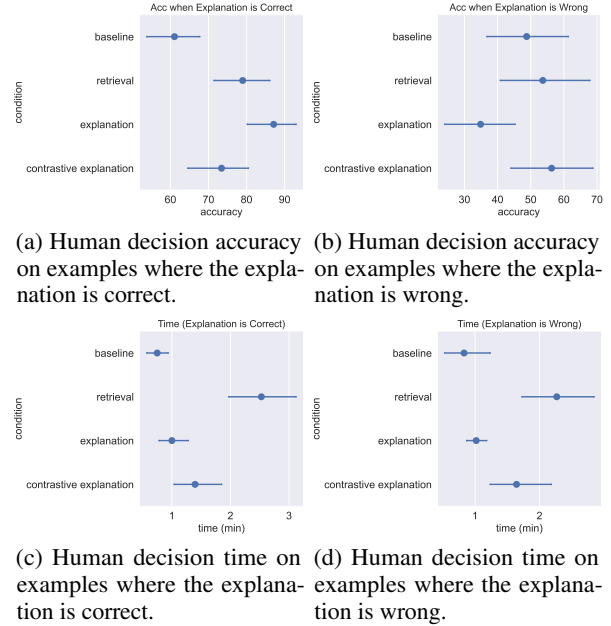 Acc when Explanation is Correct
baseline
retrieval
explanation
contrastive explanation
condition
60 70 80 90
accuracy
Acc when Explanation is Wrong
baseline
retrieval
explanation
contrastive explanation
condition
30 40 50 60 70
accuracy
(a) Human decision accuracy
on examples where the expla-
nation is correct.
(b) Human decision accuracy
on examples where the expla-
nation is wrong.
Time (Explanation is Correct)
baseline
retrieval
explanation
contrastive explanation
condition
1 2 3
time (min)
Time (Explanation is Wrong)
baseline
retrieval
explanation
contrastive explanation
condition
1 2
time (min)
(c) Human decision time on
examples where the explana-
tion is correct.
(d) Human decision time on
examples where the explana-
tion is wrong.